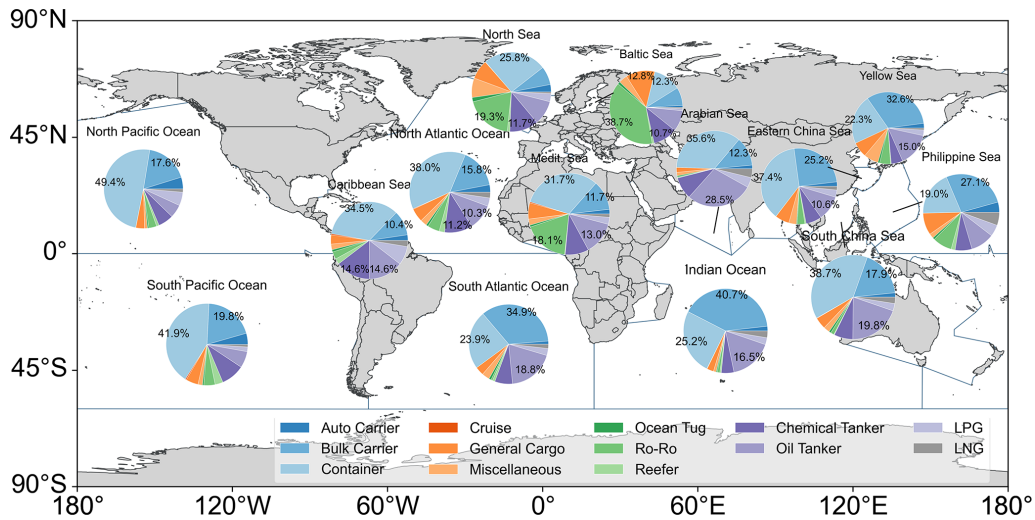 90°N
45°N
0°
45°S
90°S
180°
120°W
60°W
0°
60°E
120°E
180°
North Sea
25.8%
19.3%
11.7%
Baltic Sea
12.8%
12.3%
38.7%
10.7%
Yellow Sea
32.6%
22.3%
15.0%
North Pacific Ocean
17.6%
49.4%
North Atlantic Ocean
38.0%
15.8%
10.3%
11.2%
Arabian Sea
35.6%
12.3%
28.5%
Eastern China Sea
25.2%
37.4%
10.6%
Philippine Sea
27.1%
19.0%
Caribbean Sea
34.5%
10.4%
14.6%
14.6%
Medit. Sea
31.7%
11.7%
18.1%
13.0%
South China Sea
38.7%
17.9%
19.8%
South Pacific Ocean
19.8%
41.9%
South Atlantic Ocean
34.9%
23.9%
18.8%
Indian Ocean
40.7%
25.2%
16.5%
Auto Carrier
Bulk Carrier
Container
Cruise
General Cargo
Miscellaneous
Ocean Tug
Ro-Ro
Reefer
Chemical Tanker
Oil Tanker
LPG
LNG